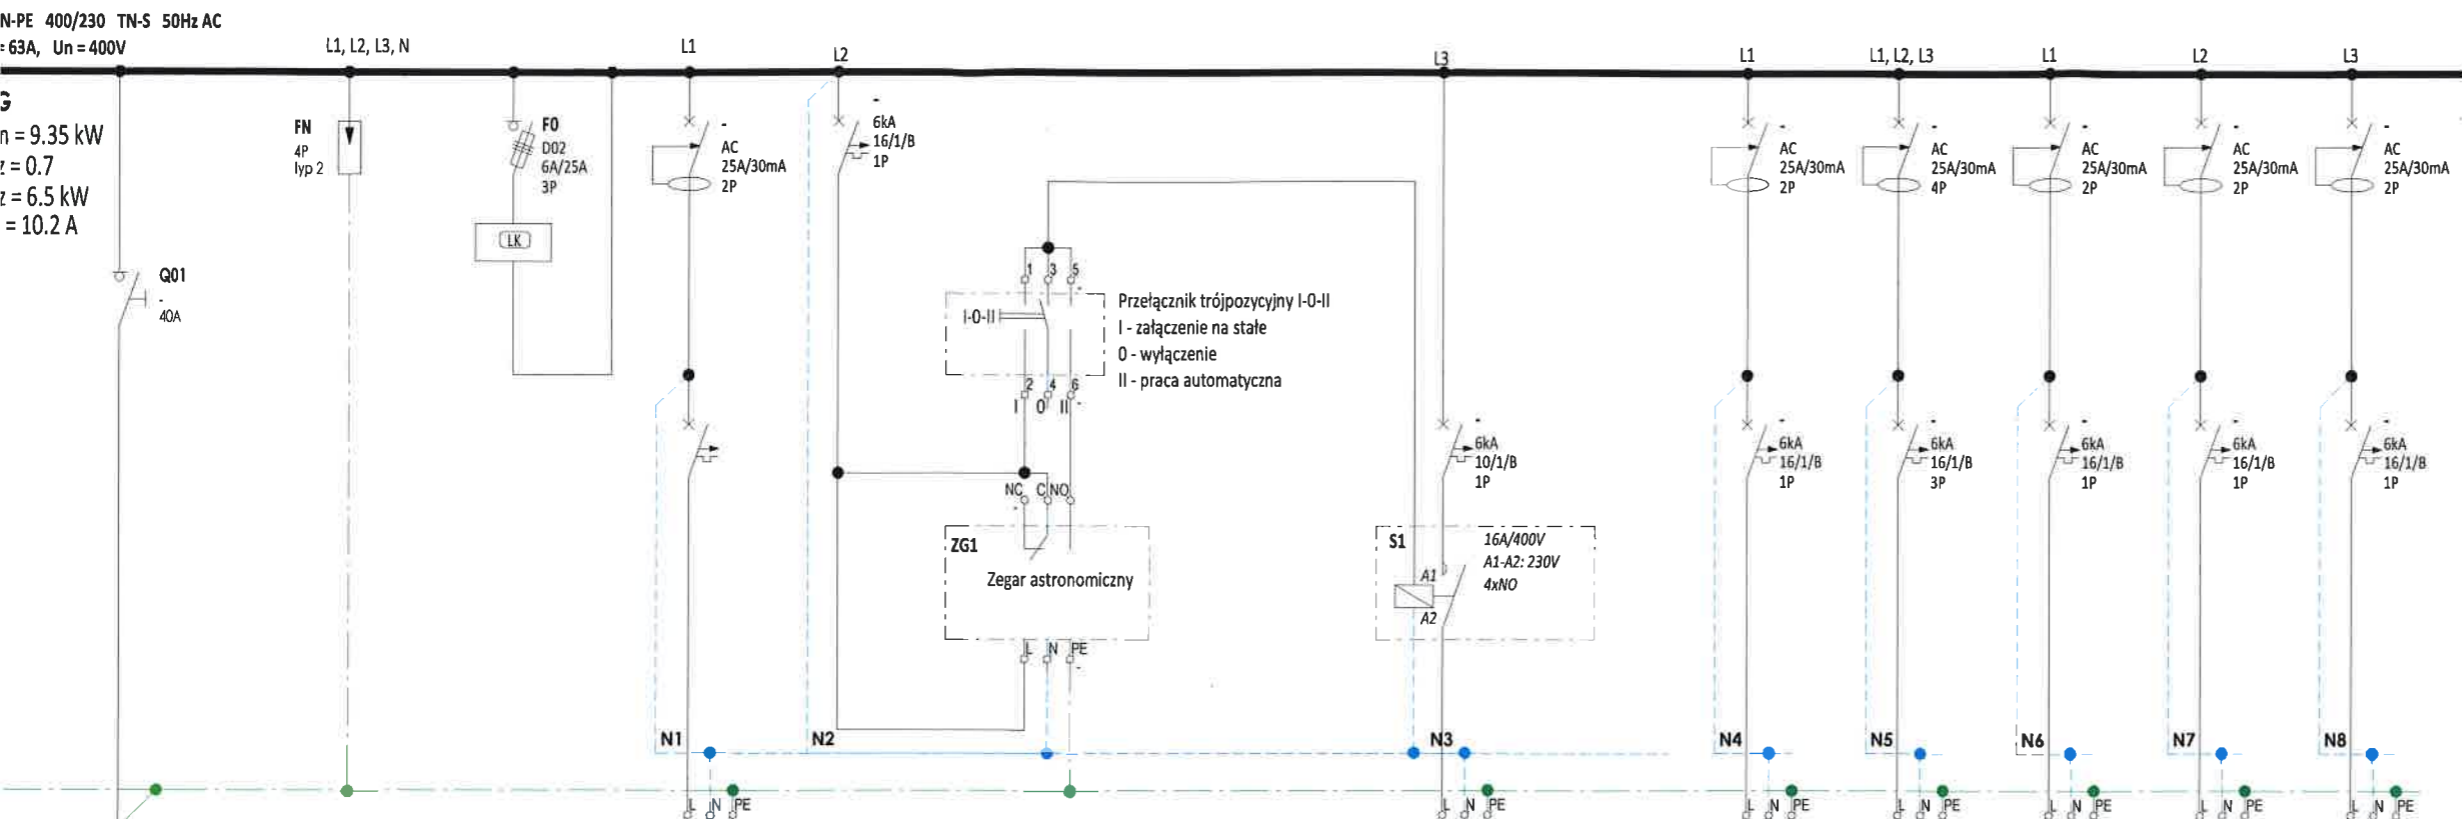 N-PE 400/230 TN-S 50Hz AC
= 63A, Un = 400V
G
n = 9.35 kW
z = 0.7
z = 6.5 kW
= 10.2 A
L1, L2, L3, N
L1
L2
L3
L1
L1, L2, L3
L1
L2
L3
Q01
-
40A
FN
4P
typ 2
F0
D02
6A/25A
3P
LK
-
AC
25A/30mA
2P
-
6kA
16/1/B
1P
1 3 5
-
I-0-II
2 4 6
I 0 II -
Przełącznik trójpozycyjny I-0-II
I - załączenie na stałe
0 - wyłączenie
II - praca automatyczna
NC C NO
-
ZG1
Zegar astronomiczny
L N PE
-
-
6kA
10/1/B
1P
S1
16A/400V
A1-A2: 230V
4xNO
A1
A2
-
AC
25A/30mA
2P
-
AC
25A/30mA
4P
-
AC
25A/30mA
2P
-
AC
25A/30mA
2P
-
AC
25A/30mA
2P
-
6kA
16/1/B
1P
-
6kA
16/1/B
3P
-
6kA
16/1/B
1P
-
6kA
16/1/B
1P
-
6kA
16/1/B
1P
N1
N2
N3
N4
N5
N6
N7
N8
L N PE
L N PE
L N PE
L N PE
L N PE
L N PE
L N PE